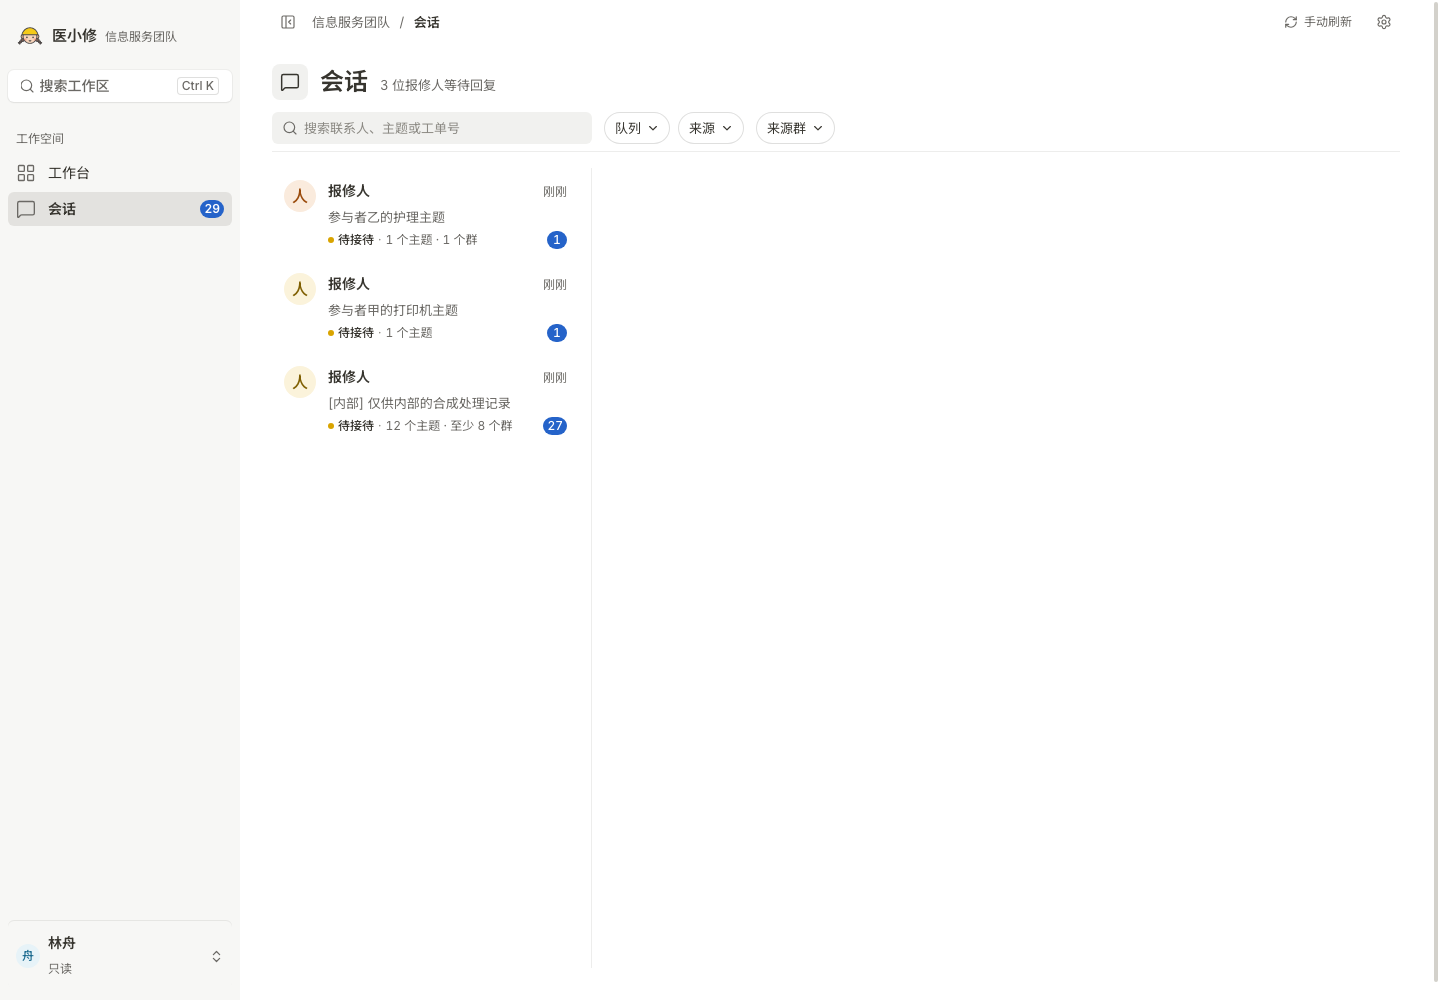 医小修 信息服务团队
搜索工作区 Ctrl K
工作空间
工作台
会话 29
林舟
舟
只读
信息服务团队 / 会话
手动刷新
会话 3 位报修人等待回复
搜索联系人、主题或工单号
队列 来源 来源群
人 报修人 刚刚
参与者乙的护理主题
待接待 · 1 个主题 · 1 个群 1
人 报修人 刚刚
参与者甲的打印机主题
待接待 · 1 个主题 1
人 报修人 刚刚
[内部] 仅供内部的合成处理记录
待接待 · 12 个主题 · 至少 8 个群 27